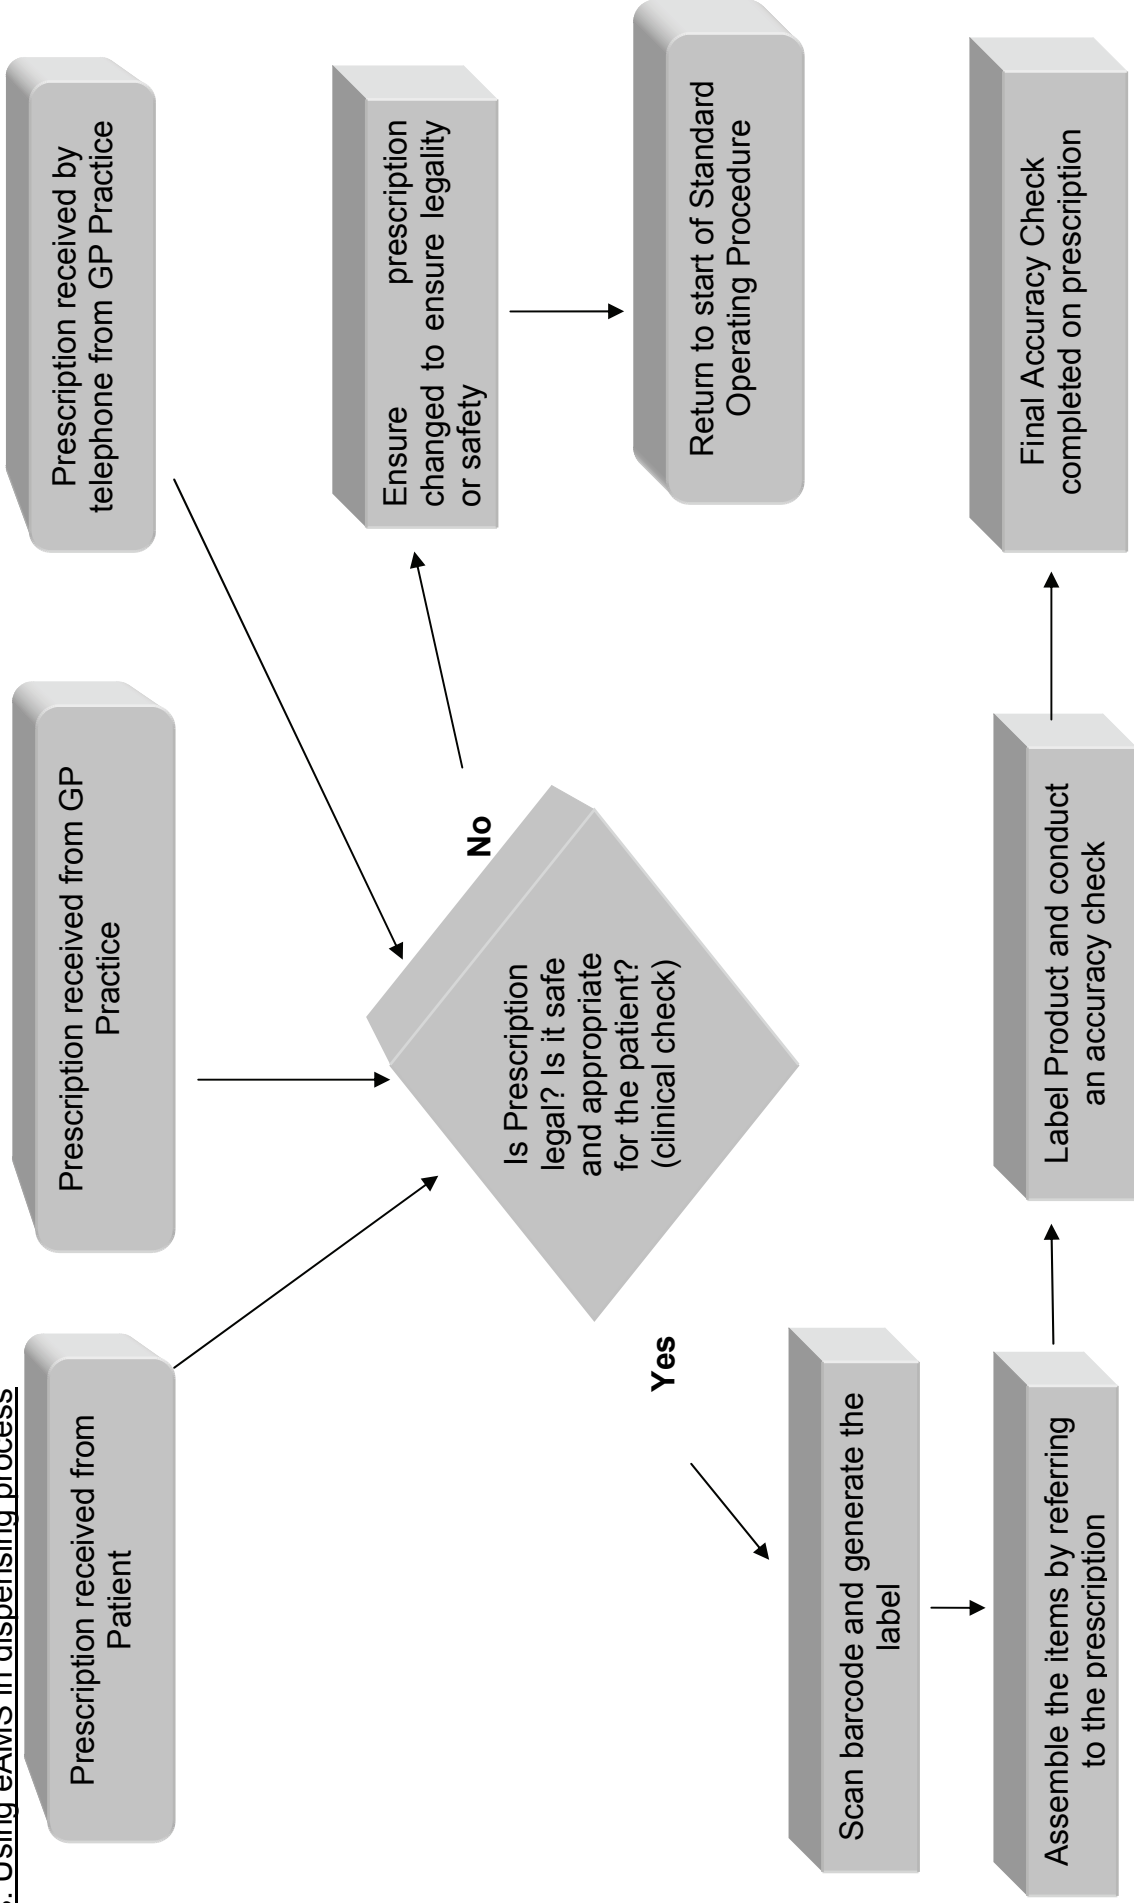 . Using eAMS in dispensing process
Prescription received from
Patient
Prescription received from GP
Practice
Prescription received by
telephone from GP Practice
Is Prescription
legal? Is it safe
and appropriate
for the patient?
(clinical check)
No
Ensure prescription
changed to ensure legality
or safety
Return to start of Standard
Operating Procedure
Yes
Scan barcode and generate the
label
Assemble the items by referring
to the prescription
Label Product and conduct
an accuracy check
Final Accuracy Check
completed on prescription